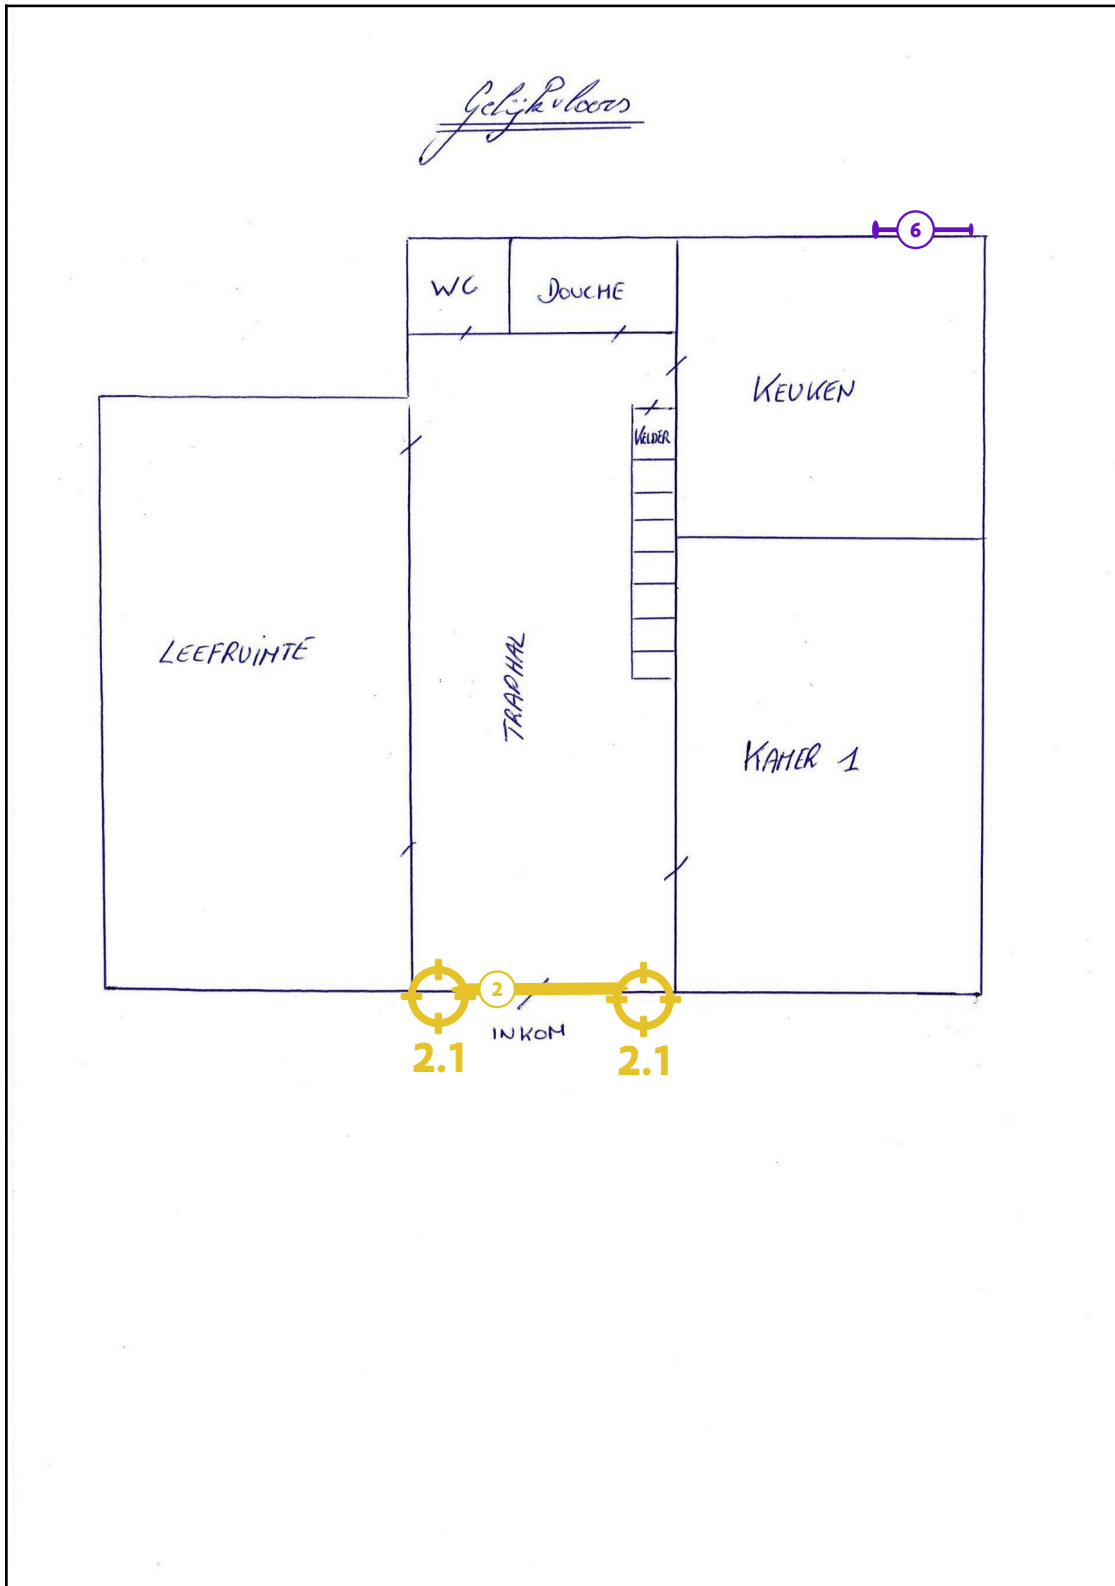 Gelijkvloers
6
WC
DOUCHE
KEUKEN
KELDER
LEEFRUIMTE
TRAPHAL
KAMER 1
2
INKOM
2.1
2.1